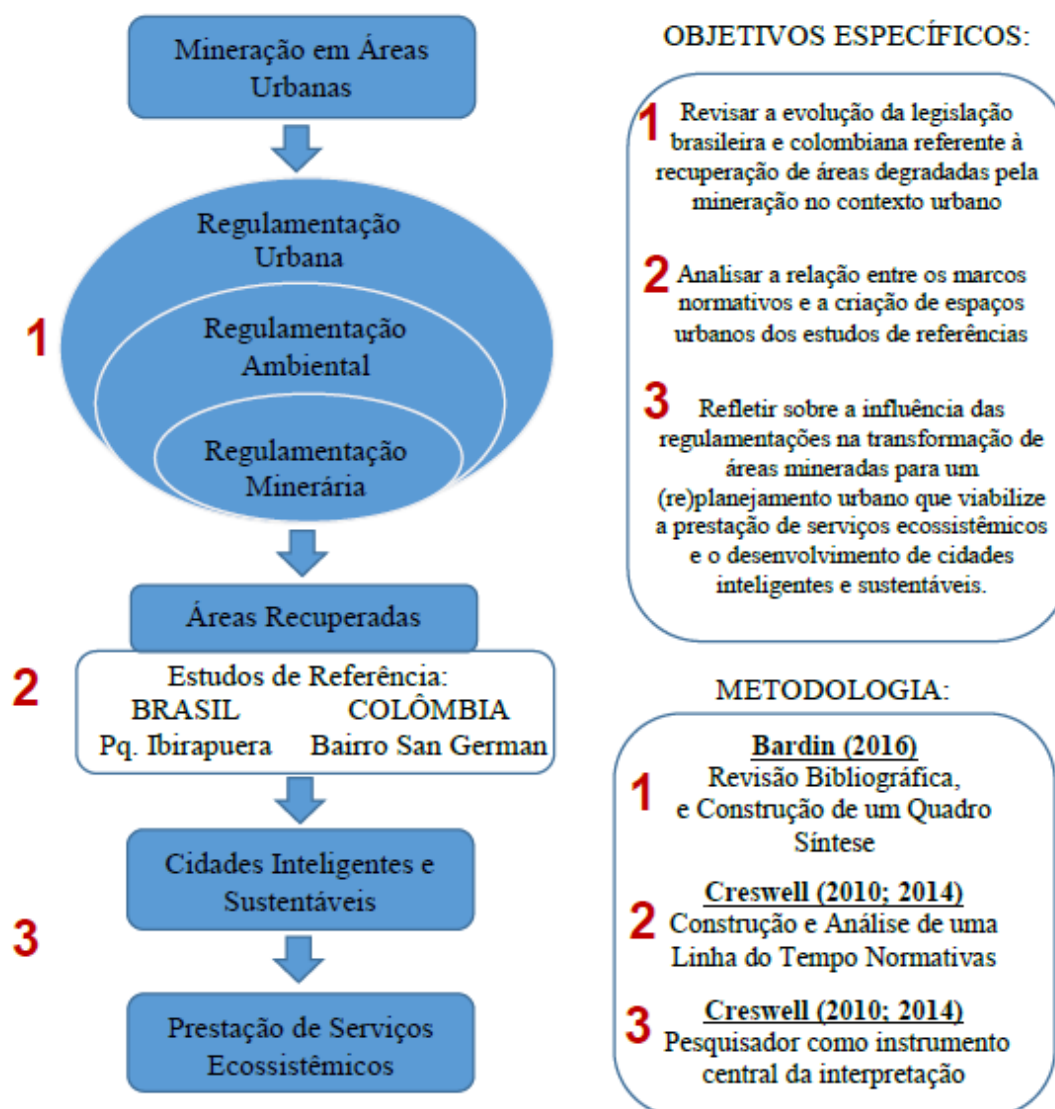 Mineração em Áreas
Urbanas
1
Regulamentação
Urbana
Regulamentação
Ambiental
Regulamentação
Minerária
Áreas Recuperadas
2
Estudos de Referência:
BRASIL COLÔMBIA
Pq. Ibirapuera Bairro San German
Cidades Inteligentes e
Sustentáveis
3
Prestação de Serviços
Ecossistêmicos
OBJETIVOS ESPECÍFICOS:
1 Revisar a evolução da legislação
brasileira e colombiana referente à
recuperação de áreas degradadas pela
mineração no contexto urbano
2 Analisar a relação entre os marcos
normativos e a criação de espaços
urbanos dos estudos de referências
3 Refletir sobre a influência das
regulamentações na transformação de
áreas mineradas para um
(re)planejamento urbano que viabilize
a prestação de serviços ecossistêmicos
e o desenvolvimento de cidades
inteligentes e sustentáveis.
METODOLOGIA:
Bardin (2016)
1 Revisão Bibliográfica,
e Construção de um Quadro
Síntese
Creswell (2010; 2014)
2 Construção e Análise de uma
Linha do Tempo Normativas
Creswell (2010; 2014)
3 Pesquisador como instrumento
central da interpretação